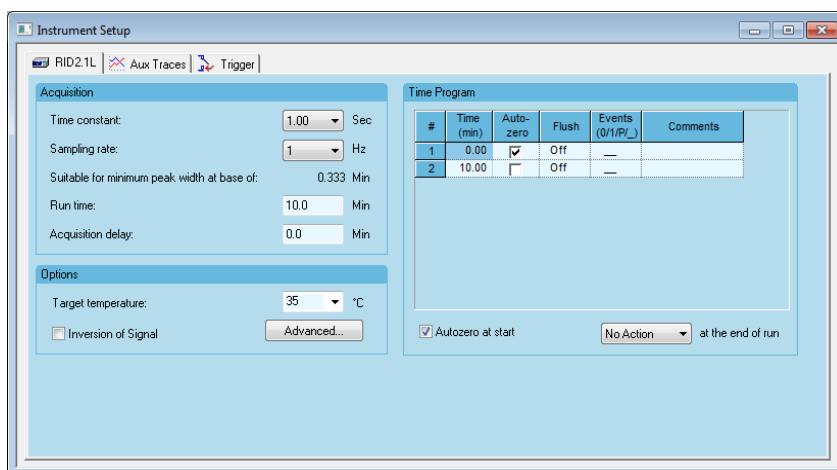 Instrument Setup
RID2.1L Aux Traces Trigger
Acquisition
Time constant: 1.00 Sec
Sampling rate: 1 Hz
Suitable for minimum peak width at base of: 0.333 Min
Run time: 10.0 Min
Acquisition delay: 0.0 Min
Options
Target temperature: 35 °C
Inversion of Signal Advanced...
Time Program
# Time (min) Auto-zero Flush Events (0/1/P/_) Comments
1 0.00 Off __
2 10.00 Off __
Autozero at start No Action at the end of run